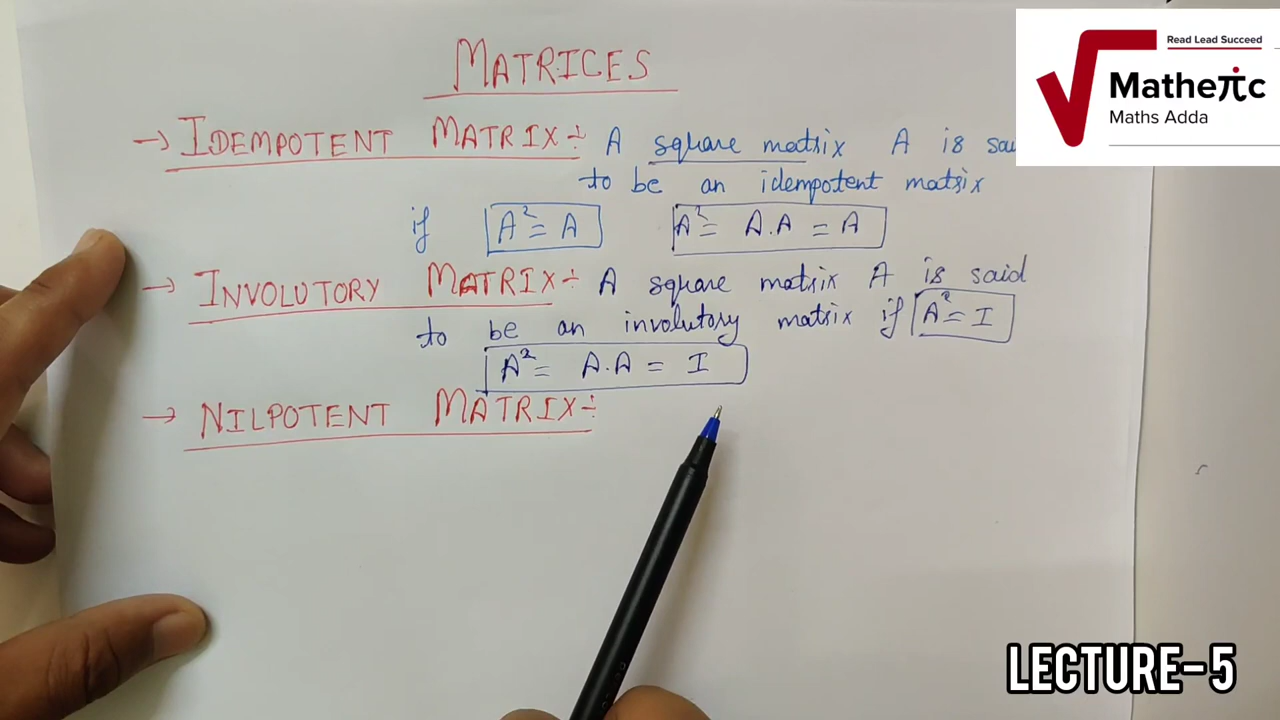 MATRICES
Read Lead Succeed
Matheπc
Maths Adda
→ IDEMPOTENT MATRIX÷ A square matrix A is sai
to be an idempotent matrix
if A² = A A² = A.A = A
→ INVOLUTORY MATRIX÷ A square matrix A is said
to be an involutory matrix if A² = I
A² = A.A = I
→ NILPOTENT MATRIX÷
LECTURE-5